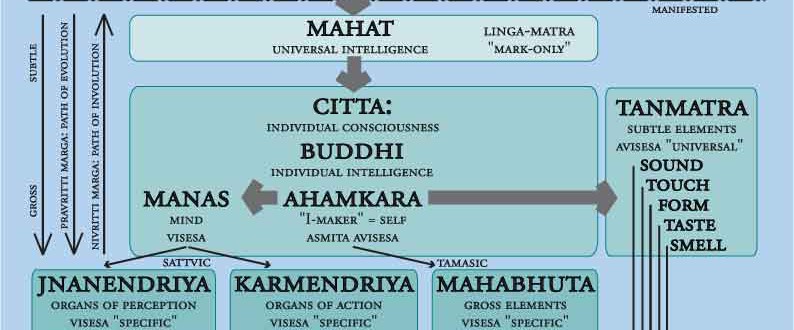 MANIFESTED
MAHAT
UNIVERSAL INTELLIGENCE
LINGA-MATRA
"MARK-ONLY"
SUBTLE
GROSS
PRAVRITTI MARGA: PATH OF EVOLUTION
NIVRITTI MARGA: PATH OF INVOLUTION
CITTA:
INDIVIDUAL CONSCIOUSNESS
BUDDHI
INDIVIDUAL INTELLIGENCE
MANAS
MIND
VISESA
AHAMKARA
"I-MAKER" = SELF
ASMITA AVISESA
TANMATRA
SUBTLE ELEMENTS
AVISESA "UNIVERSAL"
SOUND
TOUCH
FORM
TASTE
SMELL
SATTVIC
TAMASIC
JNANENDRIYA
ORGANS OF PERCEPTION
VISESA "SPECIFIC"
KARMENDRIYA
ORGANS OF ACTION
VISESA "SPECIFIC"
MAHABHUTA
GROSS ELEMENTS
VISESA "SPECIFIC"